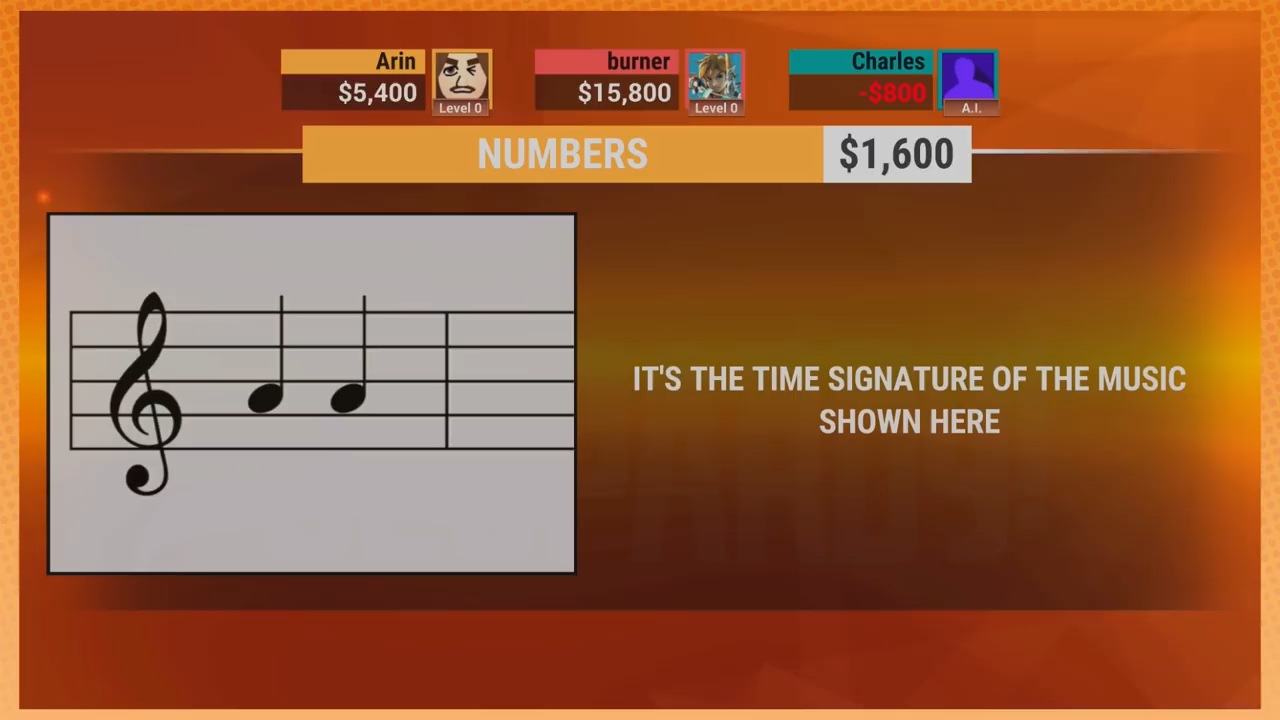 Arin
$5,400
Level 0
burner
$15,800
Level 0
Charles
-$800
A.I.
NUMBERS
$1,600
IT'S THE TIME SIGNATURE OF THE MUSIC
SHOWN HERE